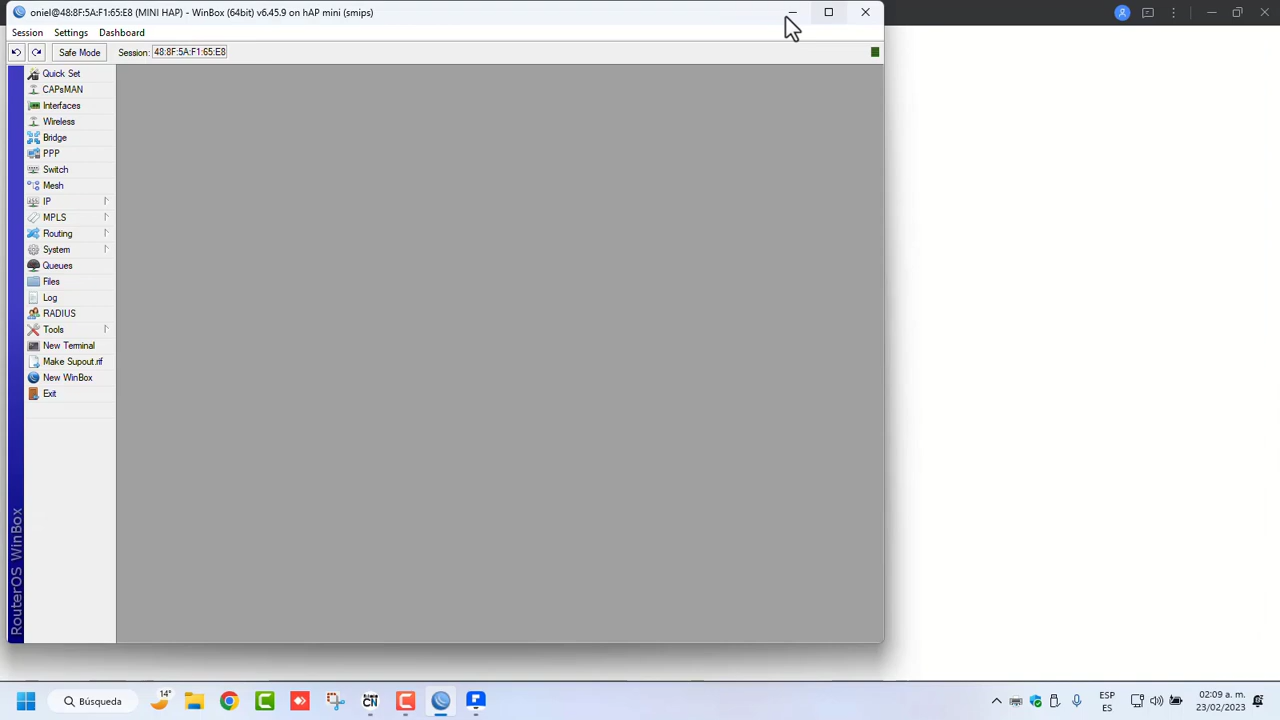 oniel@48:8F:5A:F1:65:E8 (MINI HAP) - WinBox (64bit) v6.45.9 on hAP mini (smips)
Session Settings Dashboard
Safe Mode Session: 48:8F:5A:F1:65:E8
Quick Set
CAPsMAN
Interfaces
Wireless
Bridge
PPP
Switch
Mesh
IP
MPLS
Routing
System
Queues
Files
Log
RADIUS
Tools
New Terminal
Make Supout.rif
New WinBox
Exit
RouterOS WinBox
14°
Búsqueda
CN
ESP
ES
02:09 a. m.
23/02/2023